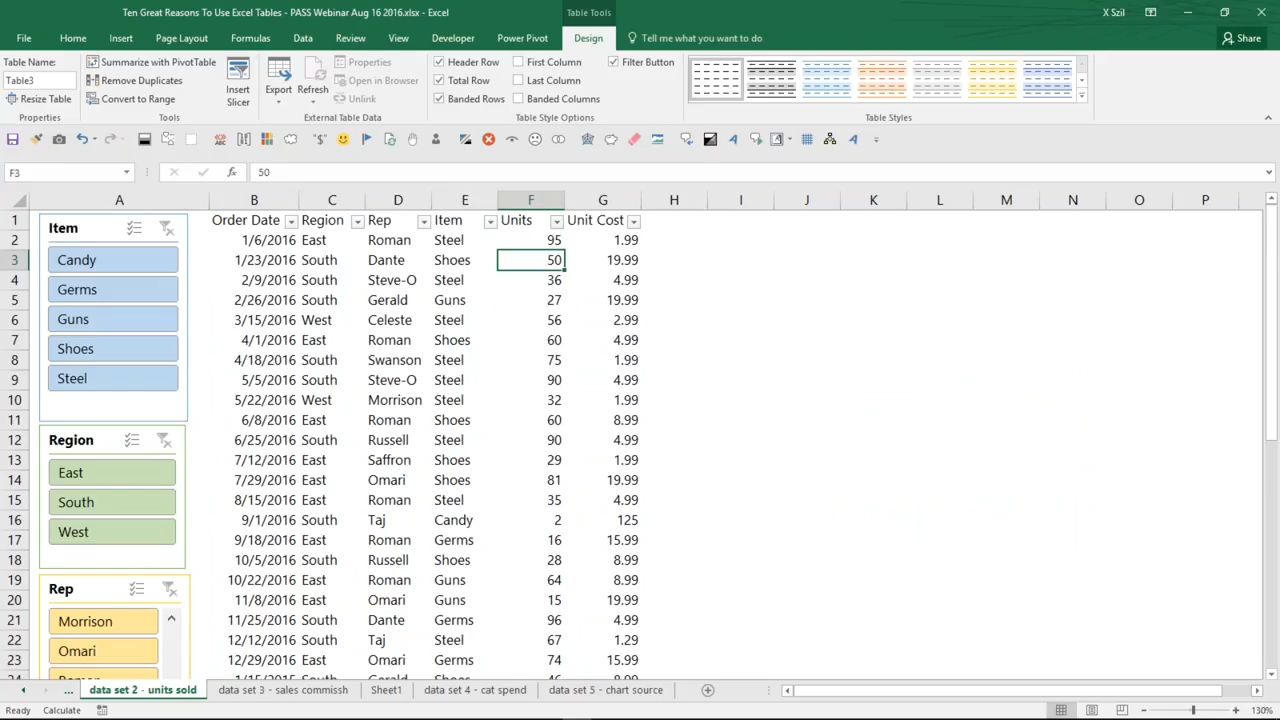 Ten Great Reasons To Use Excel Tables - PASS Webinar Aug 16 2016.xlsx - Excel
Table Tools
X Szil
File Home Insert Page Layout Formulas Data Review View Developer Power Pivot Design Tell me what you want to do Share
Table Name:
Table3
Resize Table
Properties
Summarize with PivotTable
Remove Duplicates
Convert to Range
Tools
Insert Slicer
Export
Refresh
Properties
Open in Browser
Unlink
External Table Data
Header Row First Column Filter Button
Total Row Last Column
Banded Rows Banded Columns
Table Style Options
Table Styles
F3 fx 50
A B C D E F G H I J K L M N O P
1 Order Date Region Rep Item Units Unit Cost
2 1/6/2016 East Roman Steel 95 1.99
3 1/23/2016 South Dante Shoes 50 19.99
4 2/9/2016 South Steve-O Steel 36 4.99
5 2/26/2016 South Gerald Guns 27 19.99
6 3/15/2016 West Celeste Steel 56 2.99
7 4/1/2016 East Roman Shoes 60 4.99
8 4/18/2016 South Swanson Steel 75 1.99
9 5/5/2016 South Steve-O Steel 90 4.99
10 5/22/2016 West Morrison Steel 32 1.99
11 6/8/2016 East Roman Shoes 60 8.99
12 6/25/2016 South Russell Steel 90 4.99
13 7/12/2016 East Saffron Shoes 29 1.99
14 7/29/2016 East Omari Shoes 81 19.99
15 8/15/2016 East Roman Steel 35 4.99
16 9/1/2016 South Taj Candy 2 125
17 9/18/2016 East Roman Germs 16 15.99
18 10/5/2016 South Russell Shoes 28 8.99
19 10/22/2016 East Roman Guns 64 8.99
20 11/8/2016 East Omari Guns 15 19.99
21 11/25/2016 South Dante Germs 96 4.99
22 12/12/2016 South Taj Steel 67 1.29
23 12/29/2016 East Omari Germs 74 15.99
24 1/15/2015 South Gerald Shoes 46 8.99
Item
Candy
Germs
Guns
Shoes
Steel
Region
East
South
West
Rep
Morrison
Omari
Roman
... data set 2 - units sold data set 3 - sales commissh Sheet1 data set 4 - cat spend data set 5 - chart source
Ready Calculate 130%